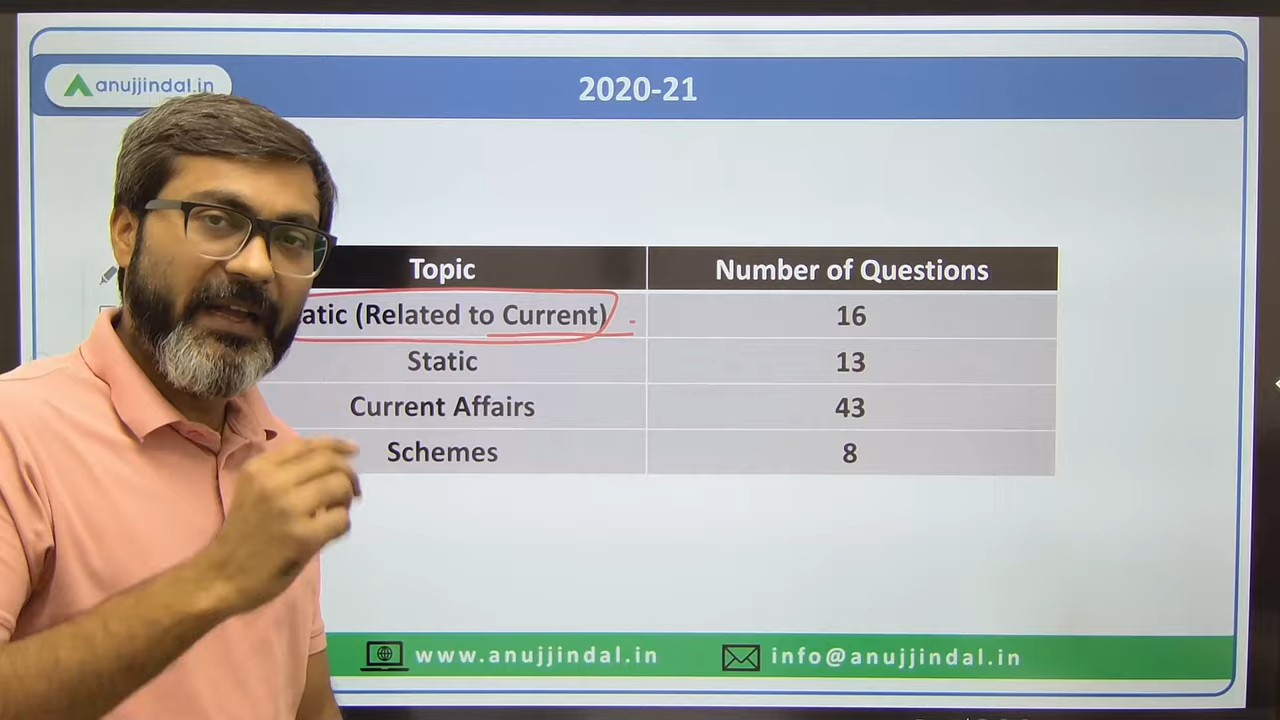 anujjindal.in
2020-21
Topic Number of Questions
(Related to Current) 16
Static 13
Current Affairs 43
Schemes 8
www.anujjindal.in info@anujjindal.in